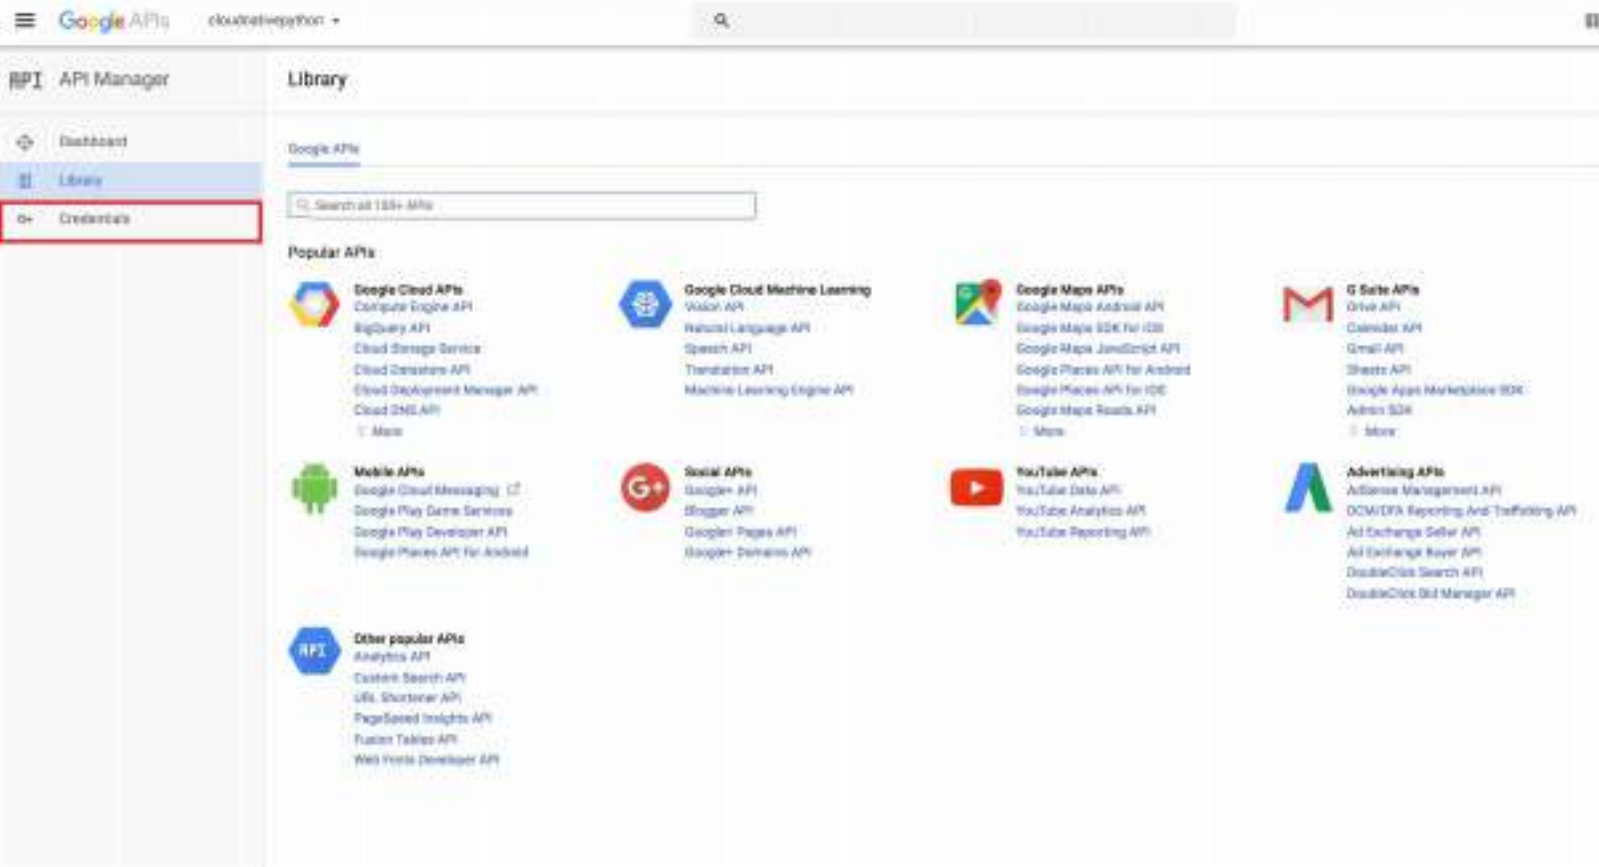 Google APIs
cloudnativepython
API API Manager
Library
Dashboard
Library
Credentials
Google APIs
Search all 100+ APIs
Popular APIs
Google Cloud APIs
Compute Engine API
BigQuery API
Cloud Storage Service
Cloud Datastore API
Cloud Deployment Manager API
Cloud DNS API
More
Google Cloud Machine Learning
Vision API
Natural Language API
Speech API
Translation API
Machine Learning Engine API
Google Maps APIs
Google Maps Android API
Google Maps SDK for iOS
Google Maps JavaScript API
Google Places API for Android
Google Places API for iOS
Google Maps Roads API
More
G Suite APIs
Drive API
Calendar API
Gmail API
Sheets API
Google Apps Marketplace SDK
Admin SDK
More
Mobile APIs
Google Cloud Messaging
Google Play Game Services
Google Play Developer API
Google Places API for Android
G+
Social APIs
Google+ API
Blogger API
Google+ Pages API
Google+ Domains API
YouTube APIs
YouTube Data API
YouTube Analytics API
YouTube Reporting API
Advertising APIs
AdSense Management API
DCM/DFA Reporting And Trafficking API
Ad Exchange Seller API
Ad Exchange Buyer API
DoubleClick Search API
DoubleClick Bid Manager API
API
Other popular APIs
Analytics API
Custom Search API
URL Shortener API
PageSpeed Insights API
Fusion Tables API
Web Fonts Developer API